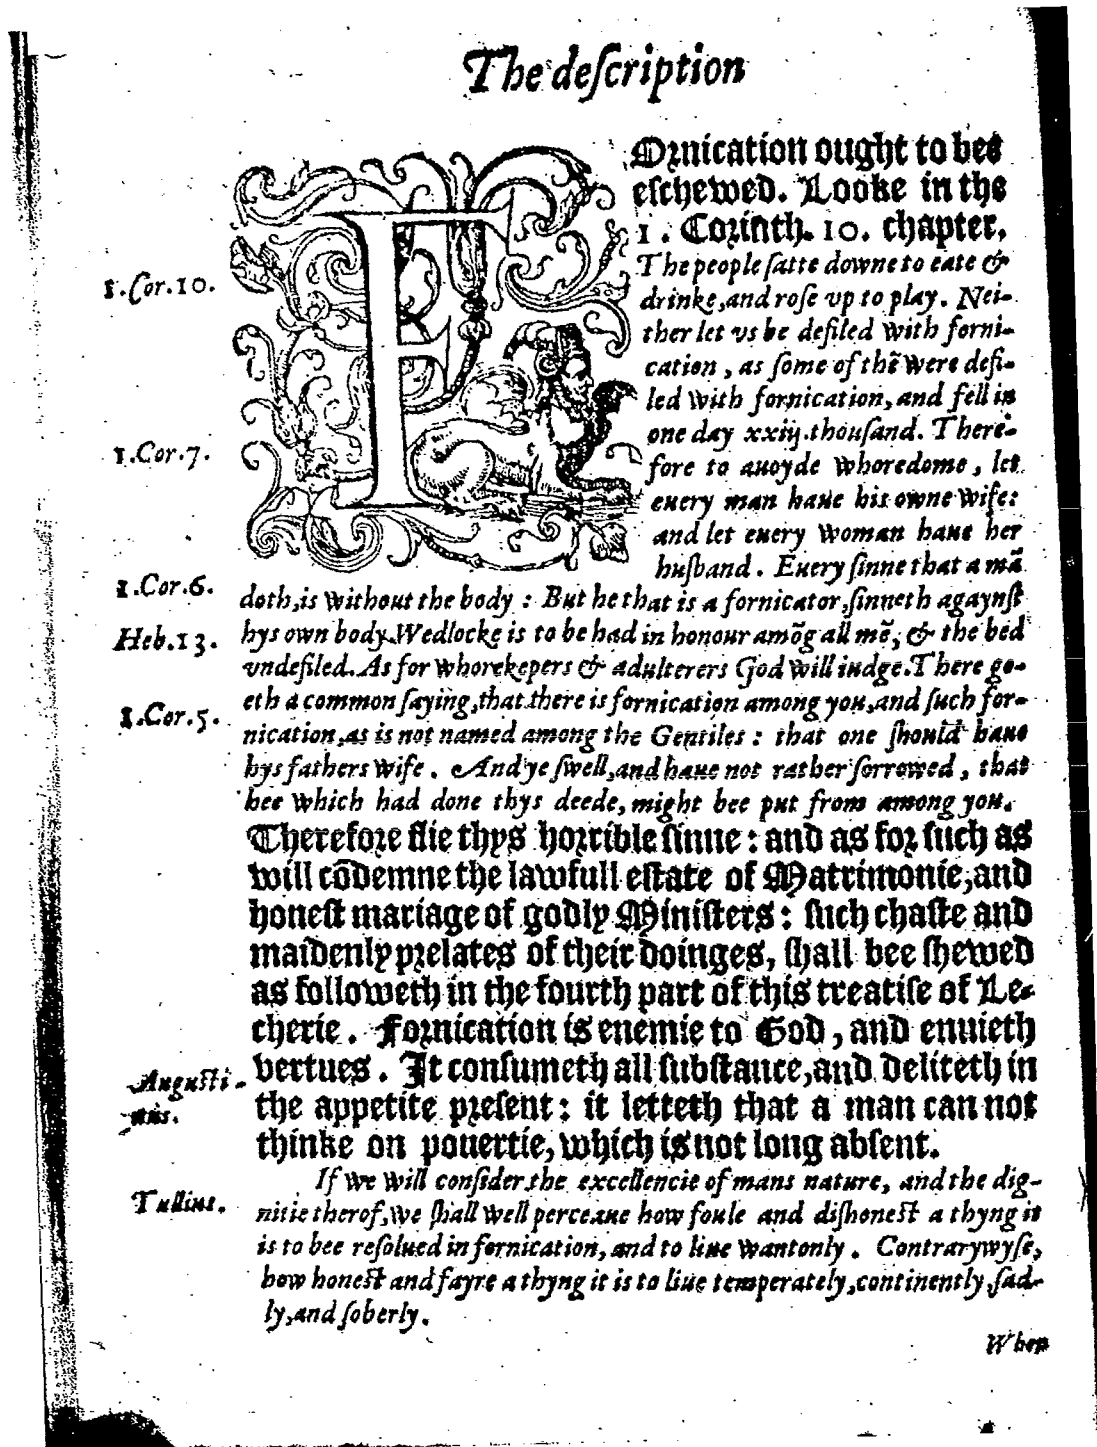 The deſcription
FOrnication ought to bee
eſchewed. Looke in the
1. Corinth. 10. chapter.
1.Cor.10.
The people ſatte downe to eate &
drinke,and roſe vp to play. Nei-
ther let vs be defiled with forni-
cation, as ſome of thẽ were defi-
led with fornication, and fell in
one day xxiij.thouſand. There-
1.Cor.7.
fore to auoyde whoredome, let
euery man haue his owne wife:
and let euery woman haue her
huſband. Euery ſinne that a mã
1.Cor.6.
doth,is without the body: But he that is a fornicator,ſinneth agaynſt
Heb.13.
hys own body.Wedlocke is to be had in honour amõg all mẽ, & the bed
vndefiled. As for whorekepers & adulterers God will iudge.There go-
eth a common ſaying,that there is fornication among you,and ſuch for-
1.Cor.5.
nication,as is not named among the Gentiles: that one ſhould haue
hys fathers wife. And ye ſwell,and haue not rather ſorrowed, that
hee which had done thys deede, might bee put from among you.
Therefore flie thys horrible ſinne: and as for ſuch as
will cõdemne the lawfull eſtate of Matrimonie,and
honeſt mariage of godly Miniſters: ſuch chaſte and
maidenly prelates of their doinges, ſhall bee ſhewed
as followeth in the fourth part of this treatiſe of Le-
cherie. Fornication is enemie to God, and enuieth
Auguſti-
nus.
vertues. It conſumeth all ſubſtance,and deliteth in
the appetite preſent: it letteth that a man can not
thinke on pouertie, which is not long abſent.
If we will conſider the excellencie of mans nature, and the dig-
Tullius.
nitie therof,we ſhall well perceaue how foule and diſhoneſt a thyng it
is to bee reſolued in fornication, and to liue wantonly. Contrarywyſe,
how honeſt and fayre a thyng it is to liue temperately,continently,ſad-
ly,and ſoberly.
When